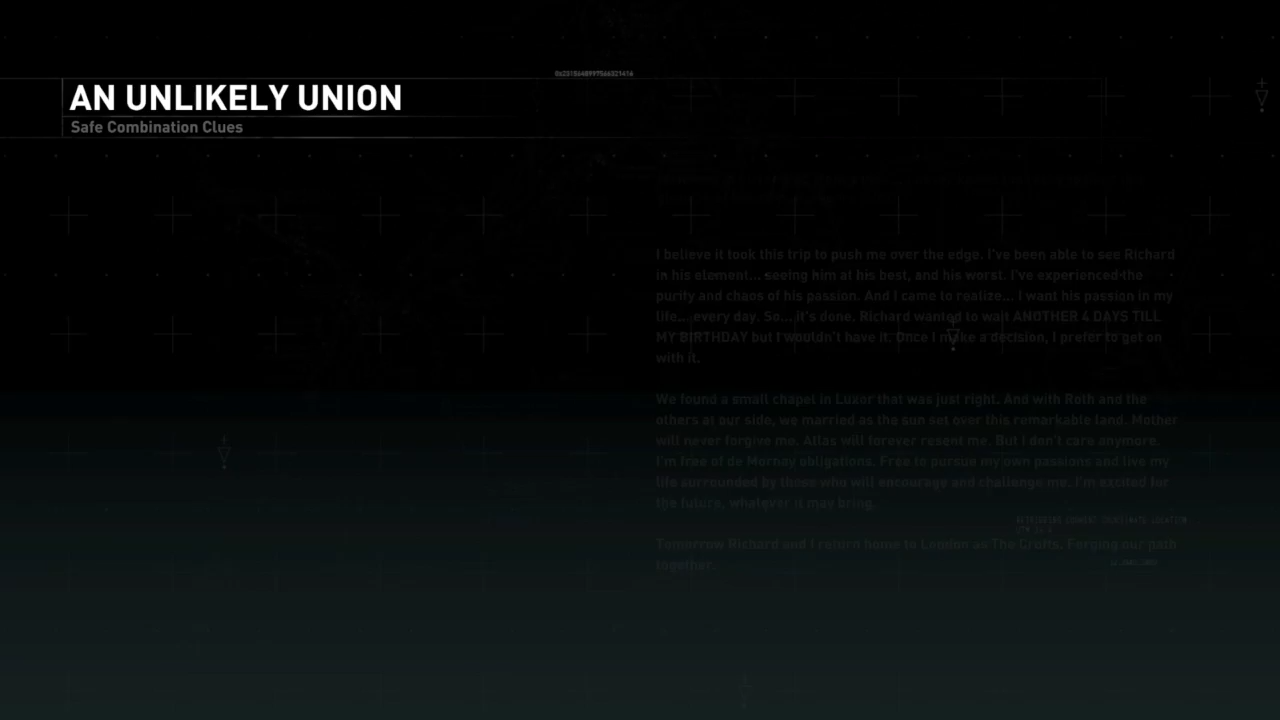 0x2315648997566321416
AN UNLIKELY UNION
Safe Combination Clues
I believe it took this trip to push me over the edge. I've been able to see Richard
in his element... seeing him at his best, and his worst. I've experienced the
purity and chaos of his passion. And I came to realize... I want his passion in my
life... every day. So... it's done. Richard wanted to wait ANOTHER 4 DAYS TILL
MY BIRTHDAY but I wouldn't have it. Once I make a decision, I prefer to get on
with it.
We found a small chapel in Luxor that was just right. And with Roth and the
others at our side, we married as the sun set over this remarkable land. Mother
will never forgive me. Atlas will forever resent me. But I don't care anymore.
I'm free of de Mornay obligations. Free to pursue my own passions and live my
life surrounded by those who will encourage and challenge me. I'm excited for
the future, whatever it may bring.
Tomorrow Richard and I return home to London as The Crofts. Forging our path
together.